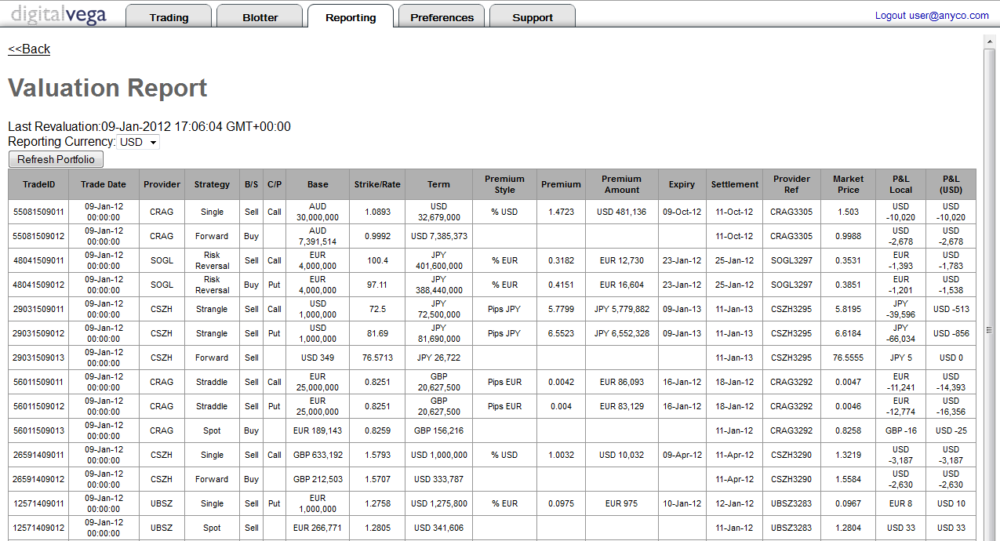 digitalvega Trading Blotter Reporting Preferences Support Logout user@anyco.com
<<Back
Valuation Report
Last Revaluation:09-Jan-2012 17:06:04 GMT+00:00
Reporting Currency: USD
Refresh Portfolio
TradeID Trade Date Provider Strategy B/S C/P Base Strike/Rate Term Premium Style Premium Premium Amount Expiry Settlement Provider Ref Market Price P&L Local P&L (USD)
55081509011 09-Jan-12 00:00:00 CRAG Single Sell Call AUD 30,000,000 1.0893 USD 32,679,000 % USD 1.4723 USD 481,136 09-Oct-12 11-Oct-12 CRAG3305 1.503 USD -10,020 USD -10,020
55081509012 09-Jan-12 00:00:00 CRAG Forward Buy AUD 7,391,514 0.9992 USD 7,385,373 11-Oct-12 CRAG3305 0.9988 USD -2,678 USD -2,678
48041509011 09-Jan-12 00:00:00 SOGL Risk Reversal Sell Call EUR 4,000,000 100.4 JPY 401,600,000 % EUR 0.3182 EUR 12,730 23-Jan-12 25-Jan-12 SOGL3297 0.3531 EUR -1,393 USD -1,783
48041509012 09-Jan-12 00:00:00 SOGL Risk Reversal Buy Put EUR 4,000,000 97.11 JPY 388,440,000 % EUR 0.4151 EUR 16,604 23-Jan-12 25-Jan-12 SOGL3297 0.3851 EUR -1,201 USD -1,538
29031509011 09-Jan-12 00:00:00 CSZH Strangle Sell Call USD 1,000,000 72.5 JPY 72,500,000 Pips JPY 5.7799 JPY 5,779,882 09-Jan-13 11-Jan-13 CSZH3295 5.8195 JPY -39,596 USD -513
29031509012 09-Jan-12 00:00:00 CSZH Strangle Sell Put USD 1,000,000 81.69 JPY 81,690,000 Pips JPY 6.5523 JPY 6,552,328 09-Jan-13 11-Jan-13 CSZH3295 6.6184 JPY -66,034 USD -856
29031509013 09-Jan-12 00:00:00 CSZH Forward Sell USD 349 76.5713 JPY 26,722 11-Jan-13 CSZH3295 76.5555 JPY 5 USD 0
56011509011 09-Jan-12 00:00:00 CRAG Straddle Sell Call EUR 25,000,000 0.8251 GBP 20,627,500 Pips EUR 0.0042 EUR 86,093 16-Jan-12 18-Jan-12 CRAG3292 0.0047 EUR -11,241 USD -14,393
56011509012 09-Jan-12 00:00:00 CRAG Straddle Sell Put EUR 25,000,000 0.8251 GBP 20,627,500 Pips EUR 0.004 EUR 83,129 16-Jan-12 18-Jan-12 CRAG3292 0.0046 EUR -12,774 USD -16,356
56011509013 09-Jan-12 00:00:00 CRAG Spot Buy EUR 189,143 0.8259 GBP 156,216 11-Jan-12 CRAG3292 0.8258 GBP -16 USD -25
26591409011 09-Jan-12 00:00:00 CSZH Single Sell Call GBP 633,192 1.5793 USD 1,000,000 % USD 1.0032 USD 10,032 09-Apr-12 11-Apr-12 CSZH3290 1.3219 USD -3,187 USD -3,187
26591409012 09-Jan-12 00:00:00 CSZH Forward Buy GBP 212,503 1.5707 USD 333,787 11-Apr-12 CSZH3290 1.5584 USD -2,630 USD -2,630
12571409011 09-Jan-12 00:00:00 UBSZ Single Sell Put EUR 1,000,000 1.2758 USD 1,275,800 % EUR 0.0975 EUR 975 10-Jan-12 12-Jan-12 UBSZ3283 0.0967 EUR 8 USD 10
12571409012 09-Jan-12 00:00:00 UBSZ Spot Sell EUR 266,771 1.2805 USD 341,606 11-Jan-12 UBSZ3283 1.2804 USD 33 USD 33